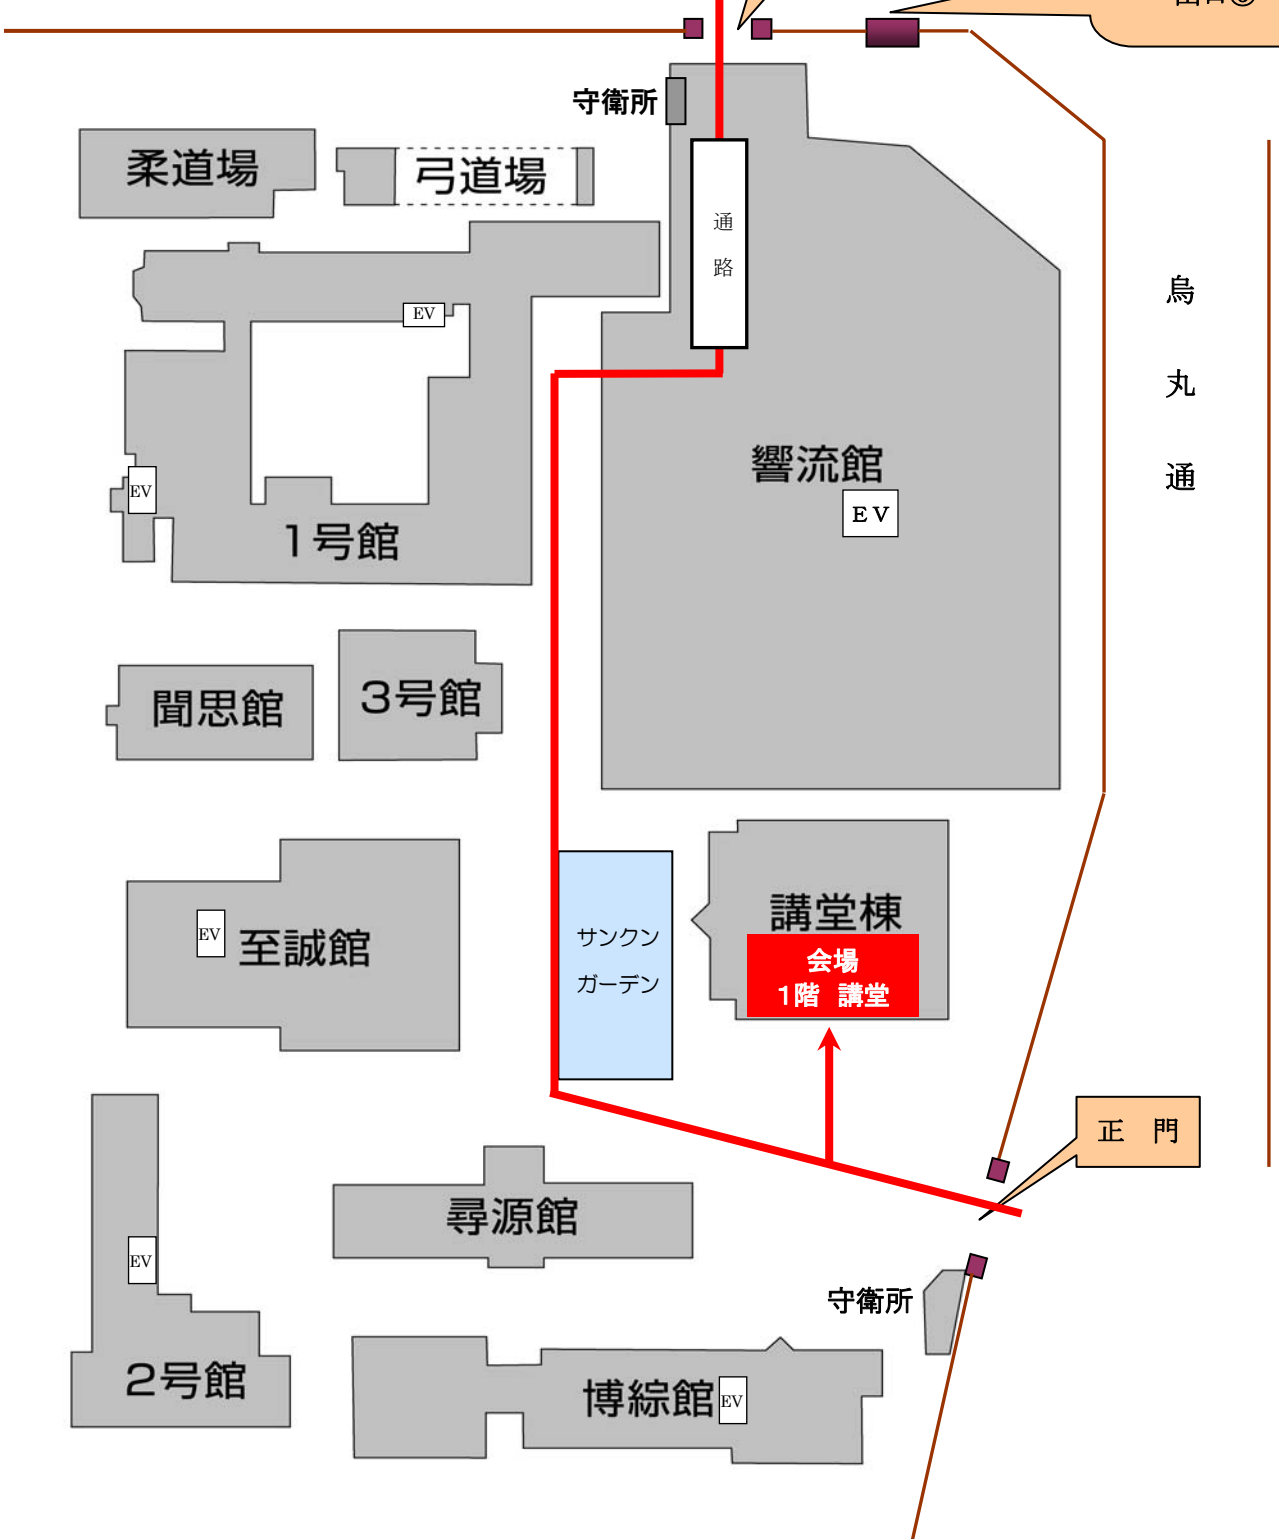 守衛所
柔道場
弓道場
通
路
烏
丸
通
EV
響流館
EV
EV
1号館
3号館
聞思館
講堂棟
サンクン
ガーデン
会場
1階 講堂
EV
至誠館
正 門
尋源館
EV
守衛所
2号館
博綜館
EV